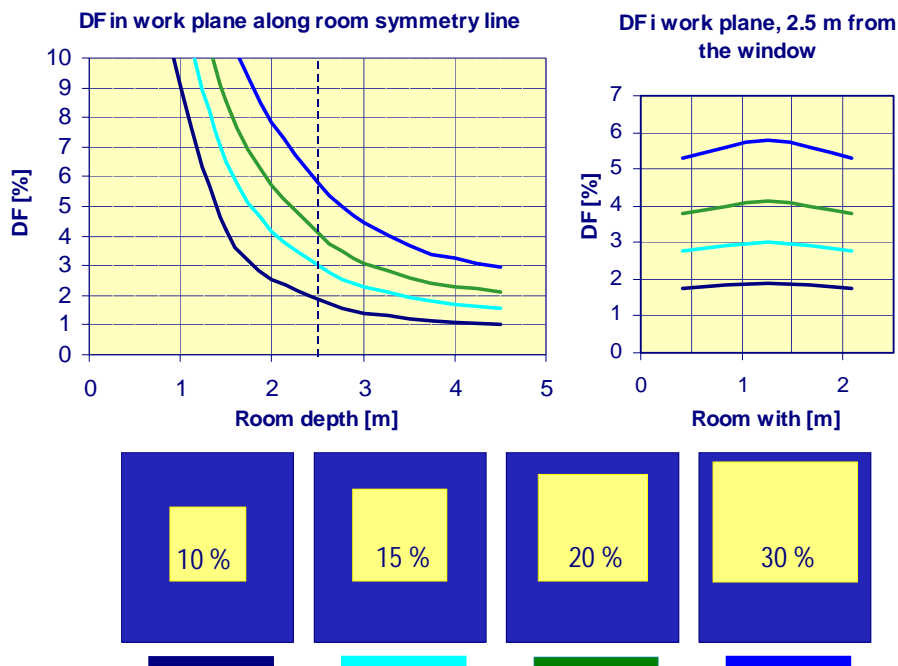 DF in work plane along room symmetry line
10
9
8
7
6
5
4
3
2
1
0
DF [%]
0 1 2 3 4 5
Room depth [m]
DF i work plane, 2.5 m from
the window
7
6
5
4
3
2
1
0
DF [%]
0 1 2
Room with [m]
10 % 15 % 20 % 30 %